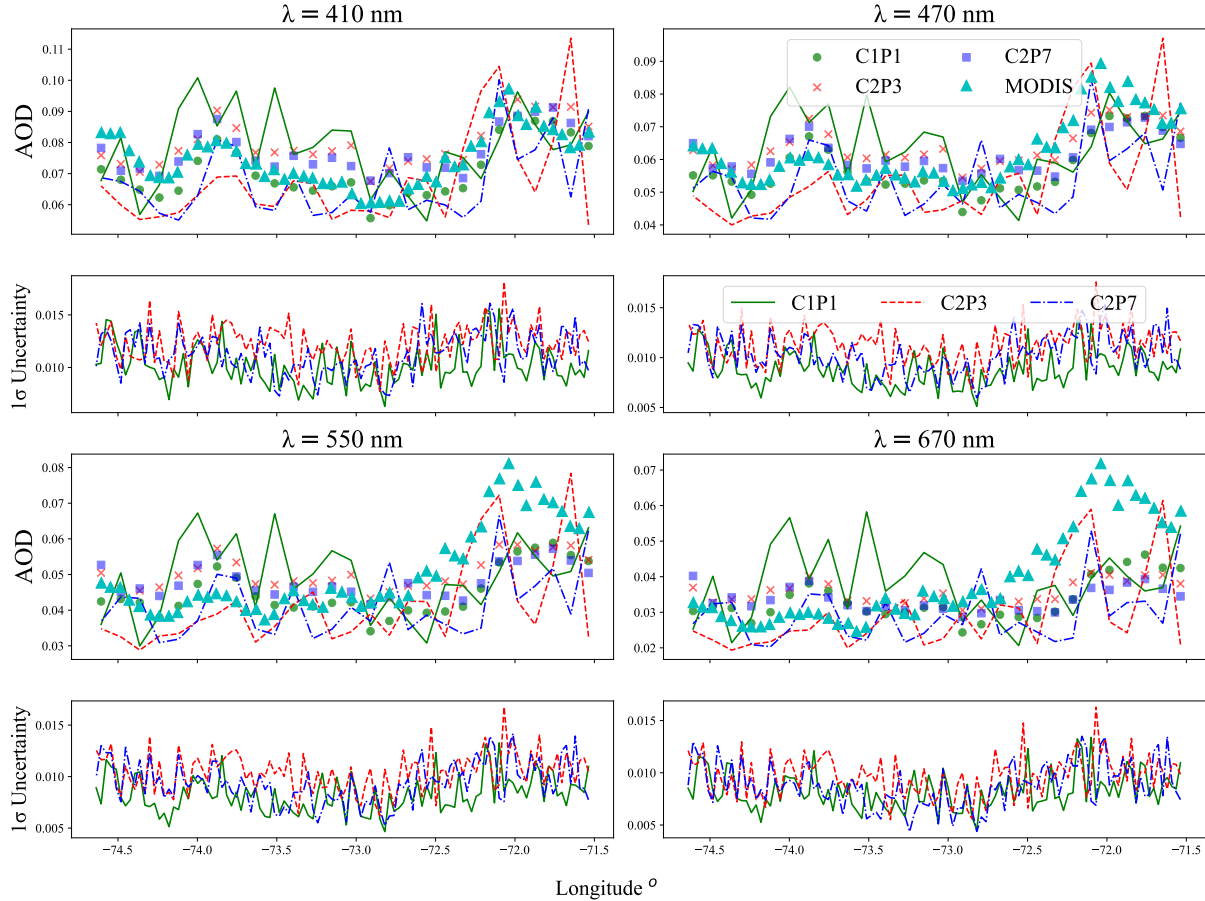 λ = 410 nm
λ = 470 nm
AOD
0.11
0.10
0.09
0.08
0.07
0.06
0.09
0.08
0.07
0.06
0.05
0.04
C1P1
C2P7
C2P3
MODIS
1σ Uncertainty
0.015
0.010
0.015
0.010
0.005
C1P1
C2P3
C2P7
λ = 550 nm
λ = 670 nm
AOD
0.08
0.07
0.06
0.05
0.04
0.03
0.07
0.06
0.05
0.04
0.03
0.02
1σ Uncertainty
0.015
0.010
0.005
0.015
0.010
0.005
−74.5 −74.0 −73.5 −73.0 −72.5 −72.0 −71.5
−74.5 −74.0 −73.5 −73.0 −72.5 −72.0 −71.5
Longitude o